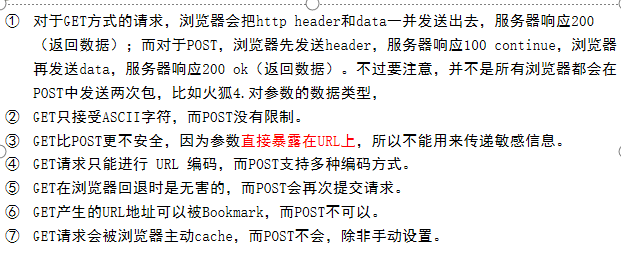 ① 对于GET方式的请求，浏览器会把http header和data一并发送出去，服务器响应200
（返回数据）；而对于POST，浏览器先发送header，服务器响应100 continue，浏览器
再发送data，服务器响应200 ok（返回数据）。不过要注意，并不是所有浏览器都会在
POST中发送两次包，比如火狐4.对参数的数据类型，
② GET只接受ASCII字符，而POST没有限制。
③ GET比POST更不安全，因为参数直接暴露在URL上，所以不能用来传递敏感信息。
④ GET请求只能进行 URL 编码，而POST支持多种编码方式。
⑤ GET在浏览器回退时是无害的，而POST会再次提交请求。
⑥ GET产生的URL地址可以被Bookmark，而POST不可以。
⑦ GET请求会被浏览器主动cache，而POST不会，除非手动设置。